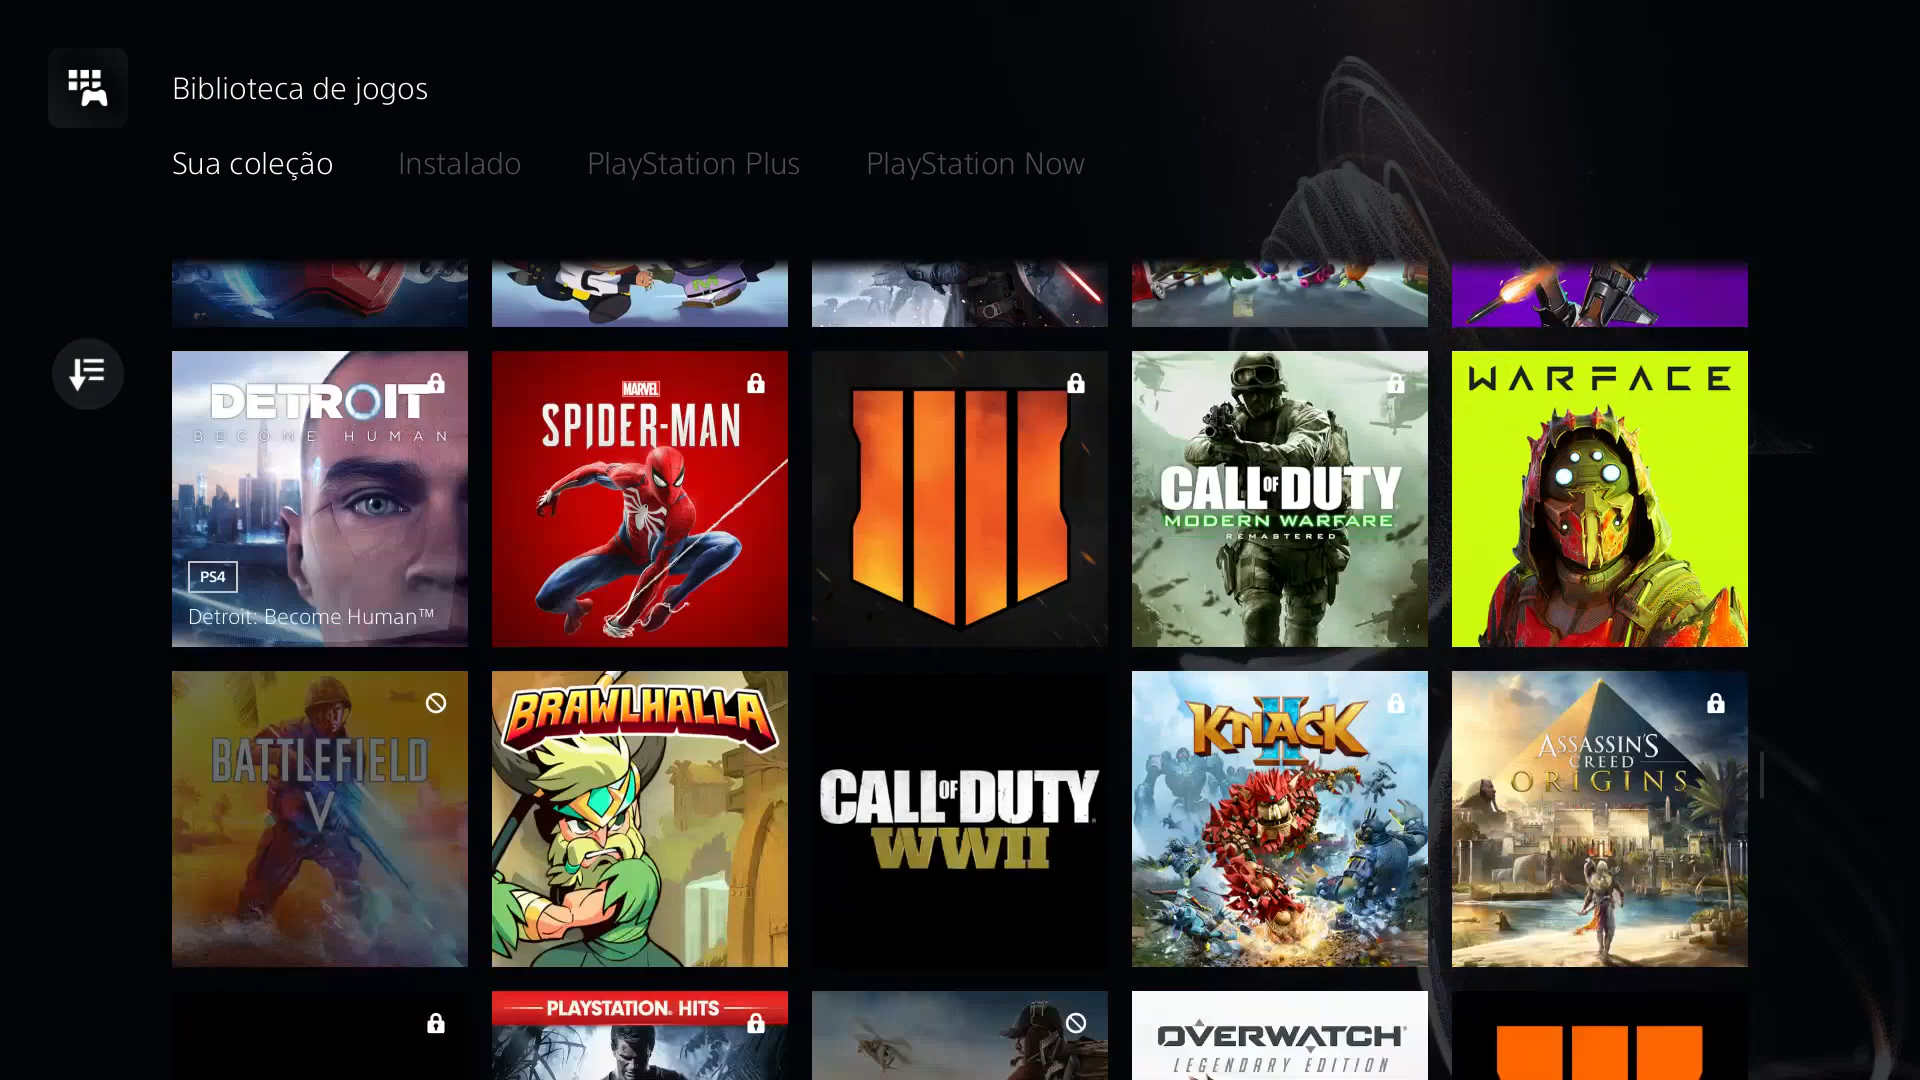 Biblioteca de jogos
Sua coleção
Instalado
PlayStation Plus
PlayStation Now
DETROIT
BECOME HUMAN
PS4
Detroit: Become Human™
MARVEL
SPIDER-MAN
CALL OF DUTY
MODERN WARFARE
REMASTERED
WARFACE
BATTLEFIELD
V
BRAWLHALLA
CALL OF DUTY
WWII
KNACK
II
ASSASSIN'S
CREED
ORIGINS
PLAYSTATION HITS
OVERWATCH
LEGENDARY EDITION